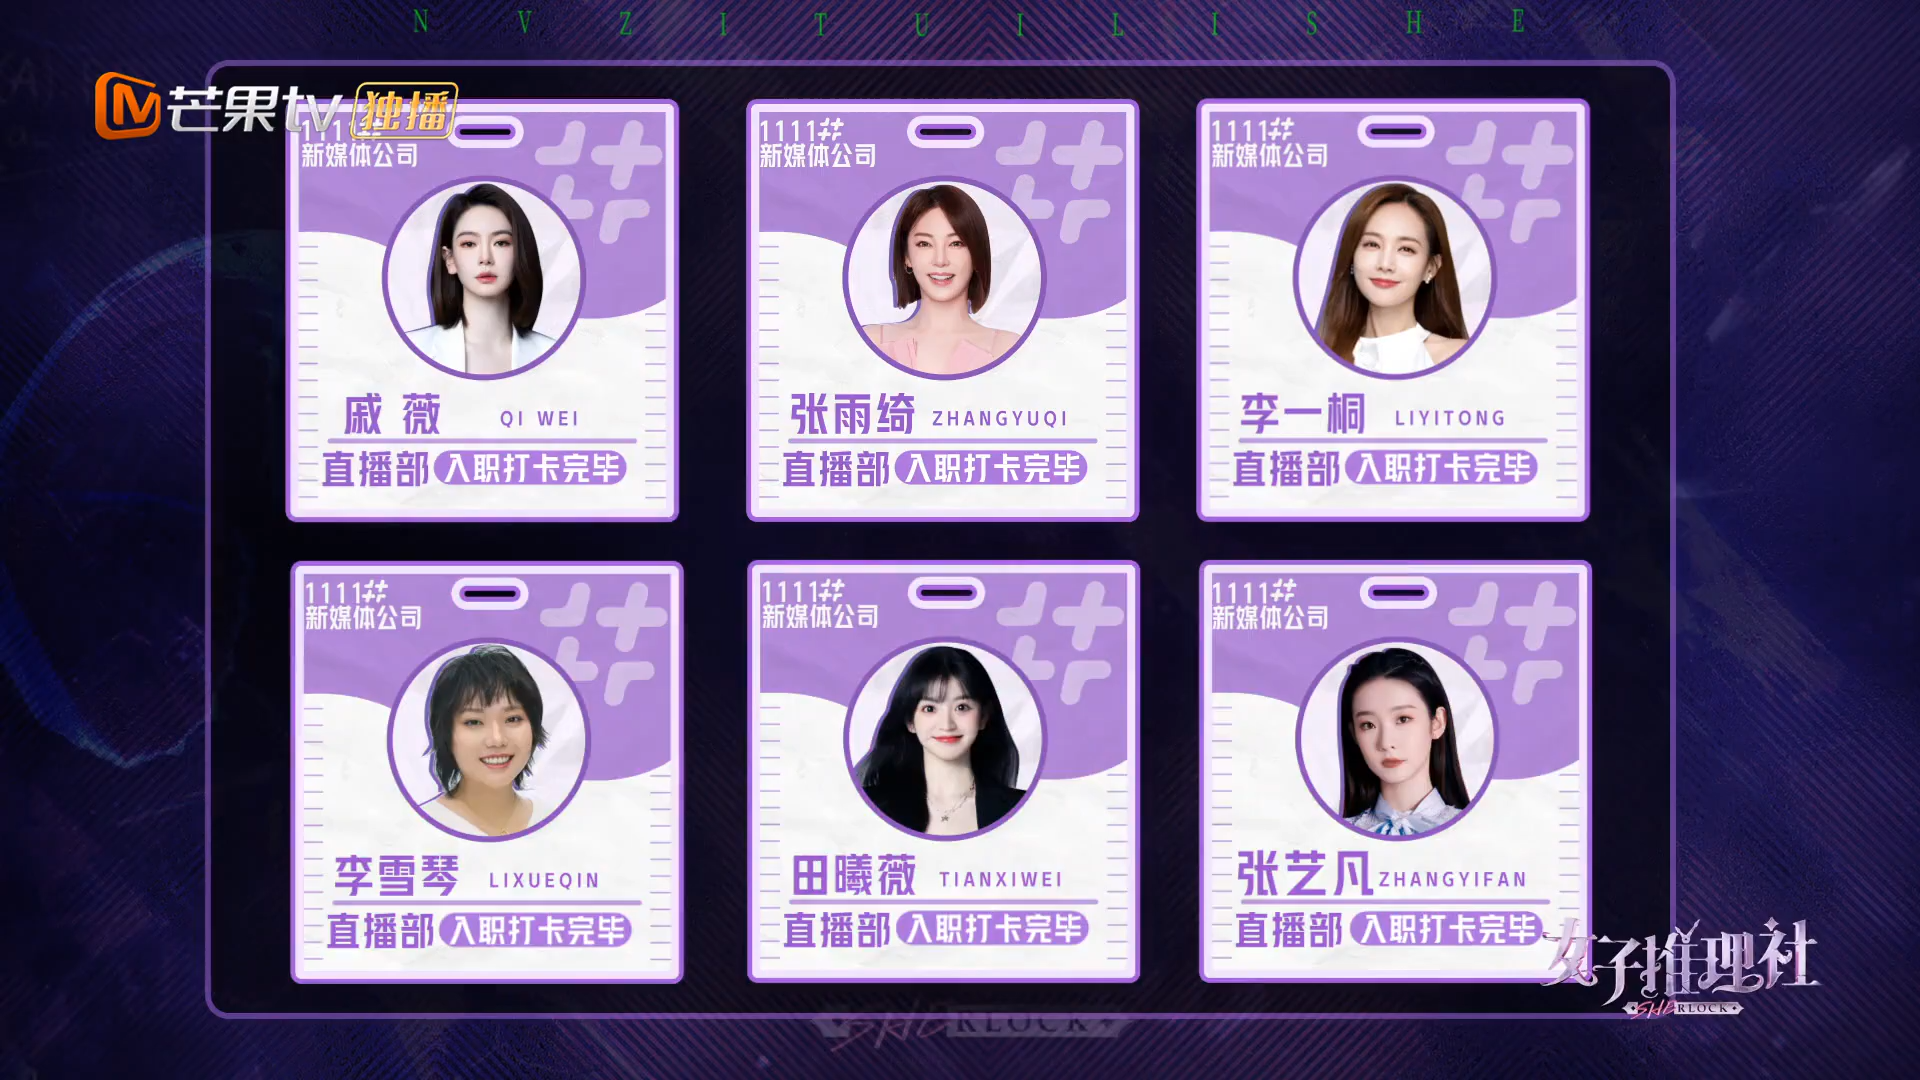 NVZITUILISHE
芒果tv 独播
1111#
新媒体公司
戚薇 QI WEI
直播部 入职打卡完毕
1111#
新媒体公司
张雨绮 ZHANGYUQI
直播部 入职打卡完毕
1111#
新媒体公司
李一桐 LIYITONG
直播部 入职打卡完毕
1111#
新媒体公司
李雪琴 LIXUEQIN
直播部 入职打卡完毕
1111#
新媒体公司
田曦薇 TIANXIWEI
直播部 入职打卡完毕
1111#
新媒体公司
张艺凡 ZHANGYIFAN
直播部 入职打卡完毕
女子推理社
SHERLOCK
SHERLOCK